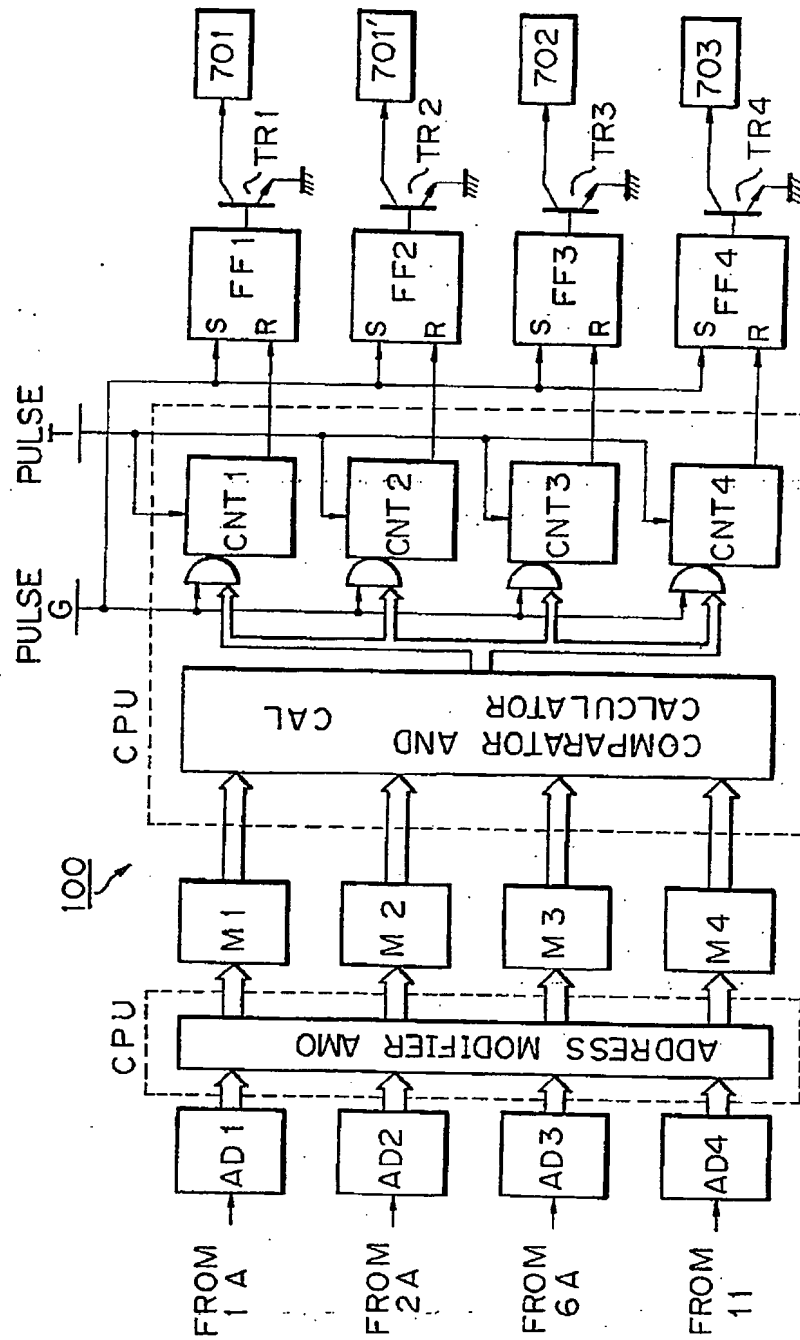 100
CPU
CPU
PULSE
G
PULSE
T
FROM
1A
AD1
M1
CNT1
S
R
FF1
TR1
701
FROM
2A
AD2
M2
CNT2
S
R
FF2
TR2
701'
FROM
6A
AD3
M3
CNT3
S
R
FF3
TR3
702
FROM
11
AD4
M4
CNT4
S
R
FF4
TR4
703
ADDRESS MODIFIER AMO
COMPARATOR AND
CALCULATOR CAL